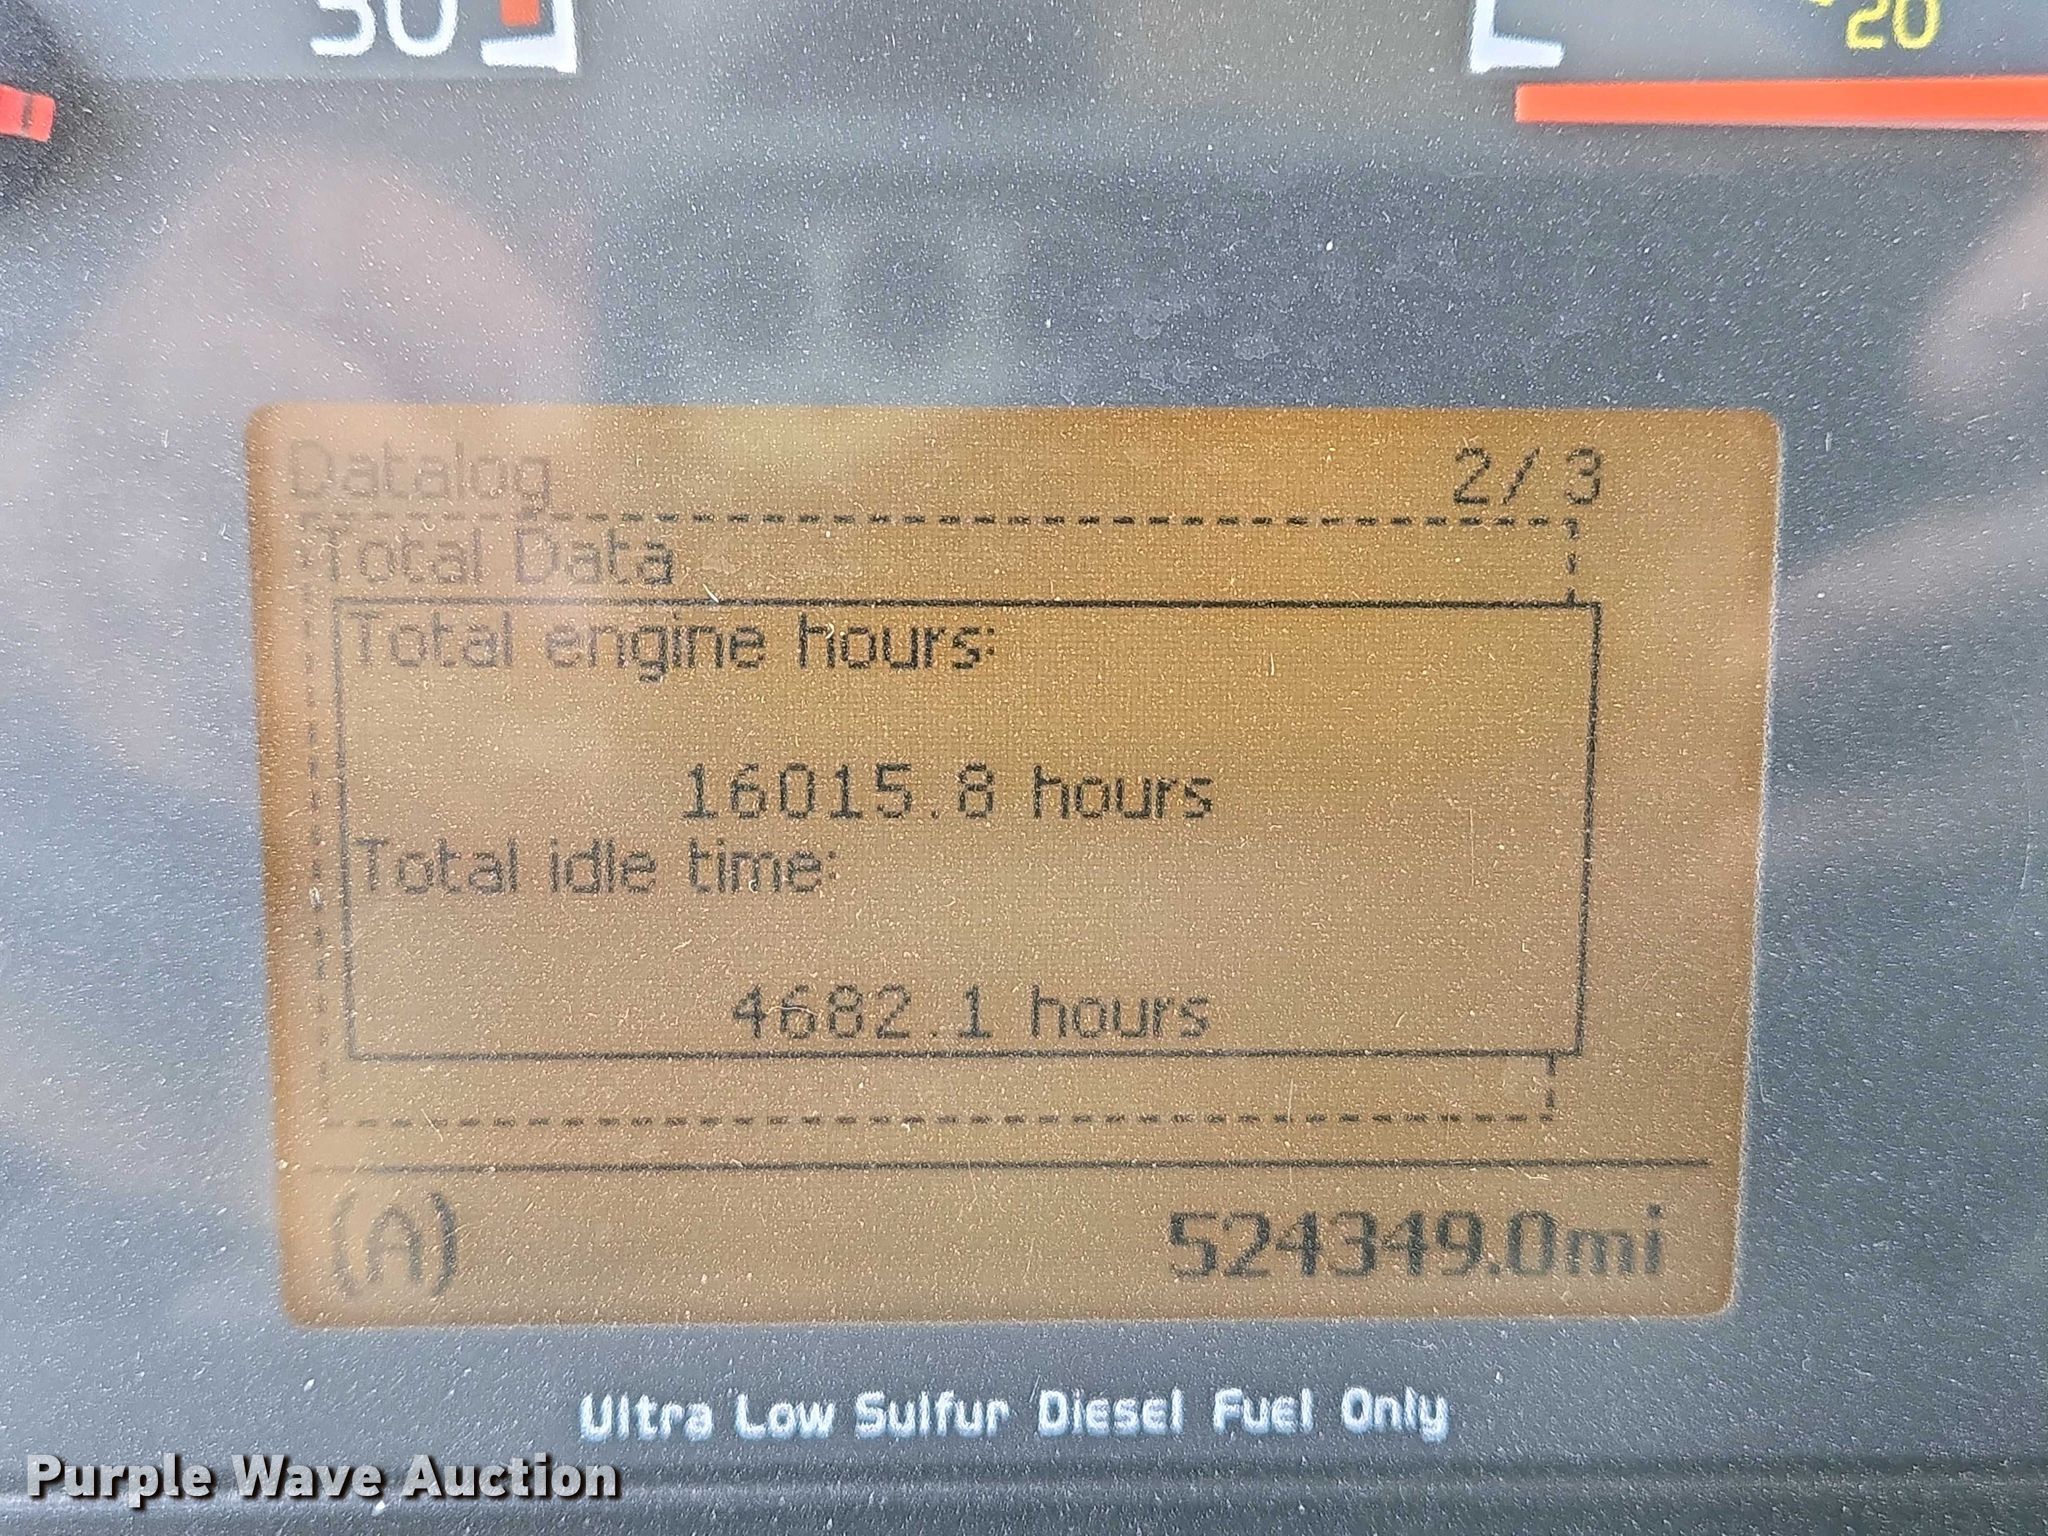 50
20
Datalog 2/3
Total Data
Total engine hours:
16015.8 hours
Total idle time:
4682.1 hours
(A) 524349.0mi
Ultra Low Sulfur Diesel Fuel Only
Purple Wave Auction